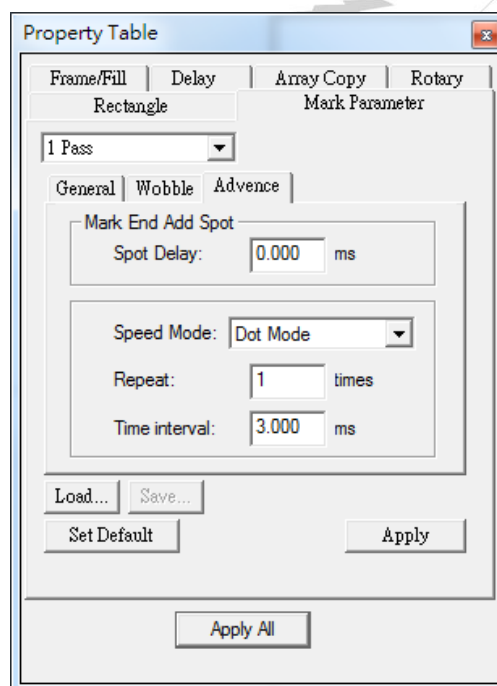 Property Table
Frame/Fill Delay Array Copy Rotary
Rectangle Mark Parameter
1 Pass
General Wobble Advence
Mark End Add Spot
Spot Delay: 0.000 ms
Speed Mode: Dot Mode
Repeat: 1 times
Time interval: 3.000 ms
Load... Save...
Set Default Apply
Apply All